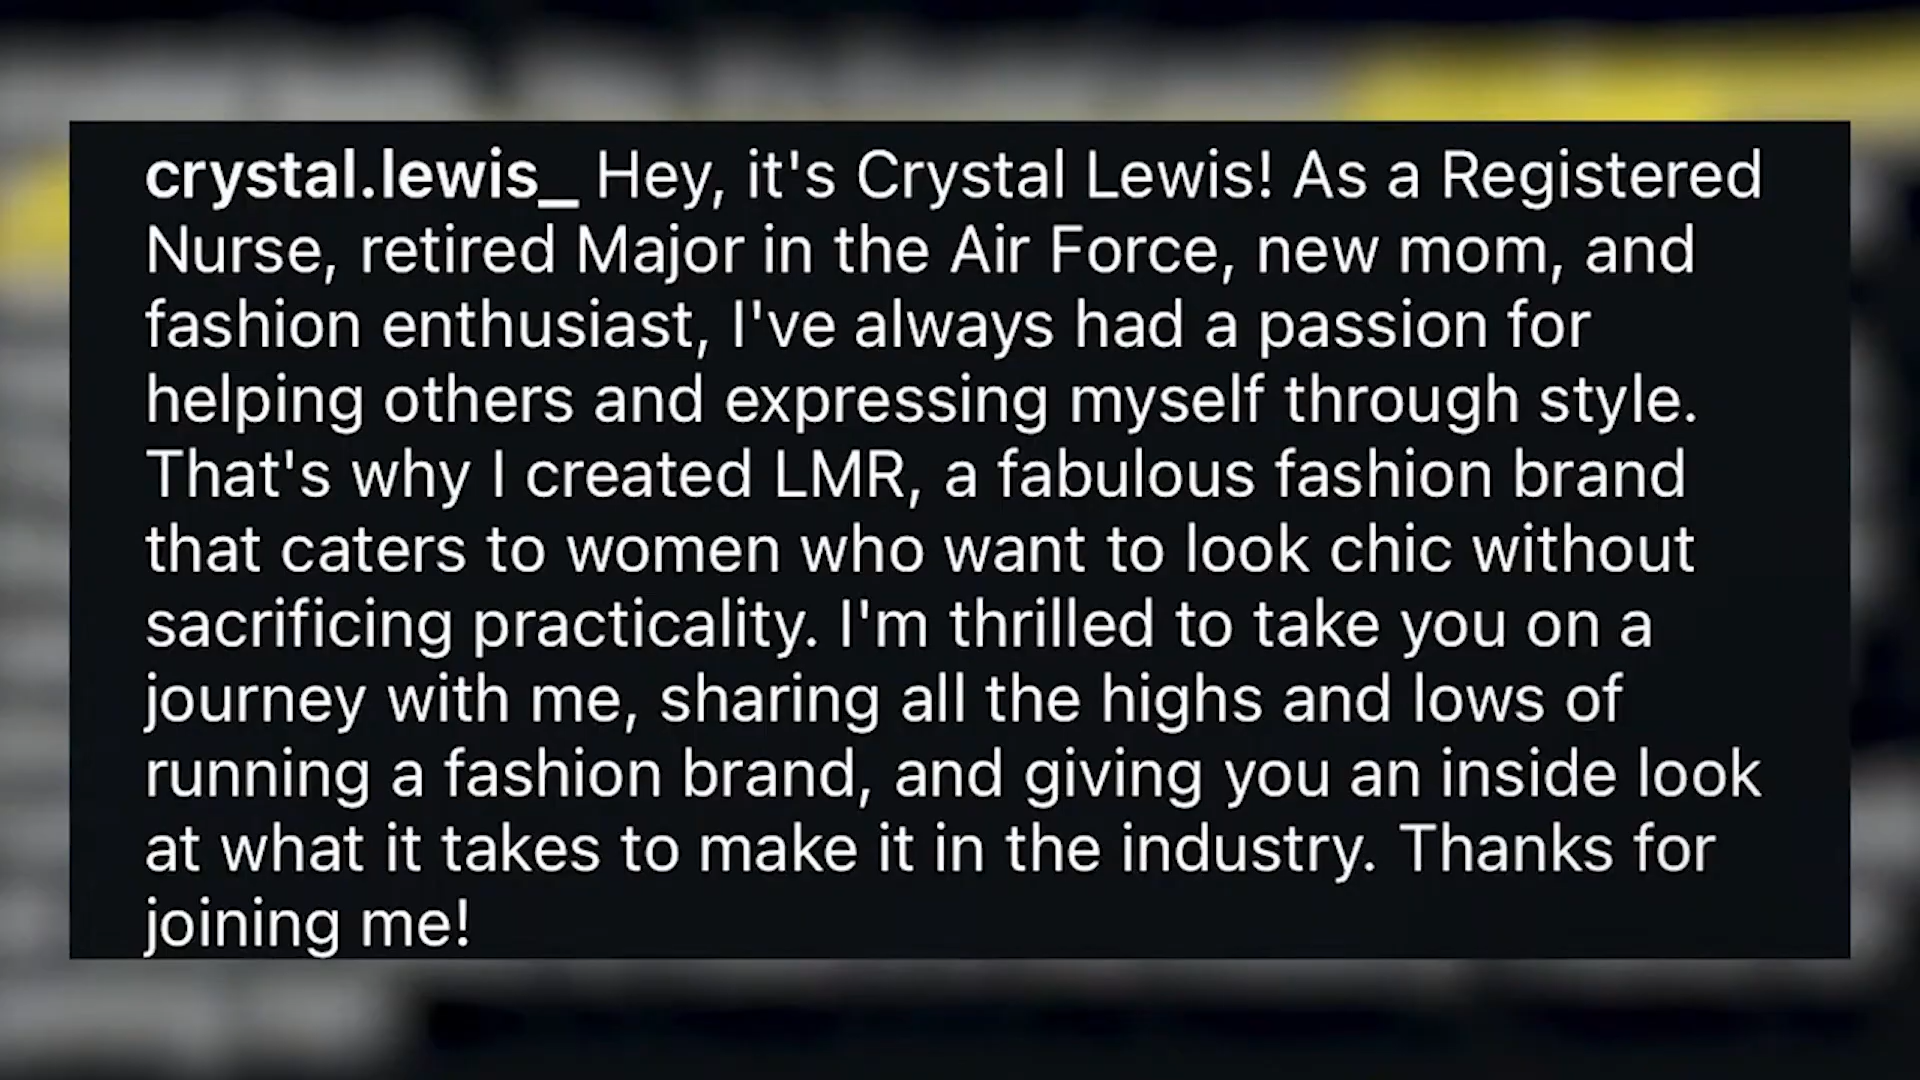 crystal.lewis_ Hey, it's Crystal Lewis! As a Registered
Nurse, retired Major in the Air Force, new mom, and
fashion enthusiast, I've always had a passion for
helping others and expressing myself through style.
That's why I created LMR, a fabulous fashion brand
that caters to women who want to look chic without
sacrificing practicality. I'm thrilled to take you on a
journey with me, sharing all the highs and lows of
running a fashion brand, and giving you an inside look
at what it takes to make it in the industry. Thanks for
joining me!